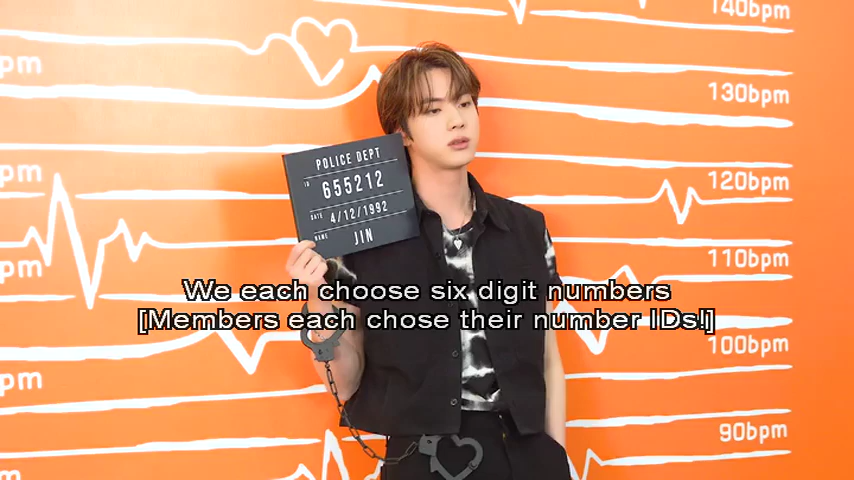 140bpm
pm
130bpm
POLICE DEPT
ID 655212
DATE 4/12/1992
NAME JIN
pm
120bpm
pm
110bpm
We each choose six digit numbers
[Members each chose their number IDs!]
100bpm
pm
90bpm